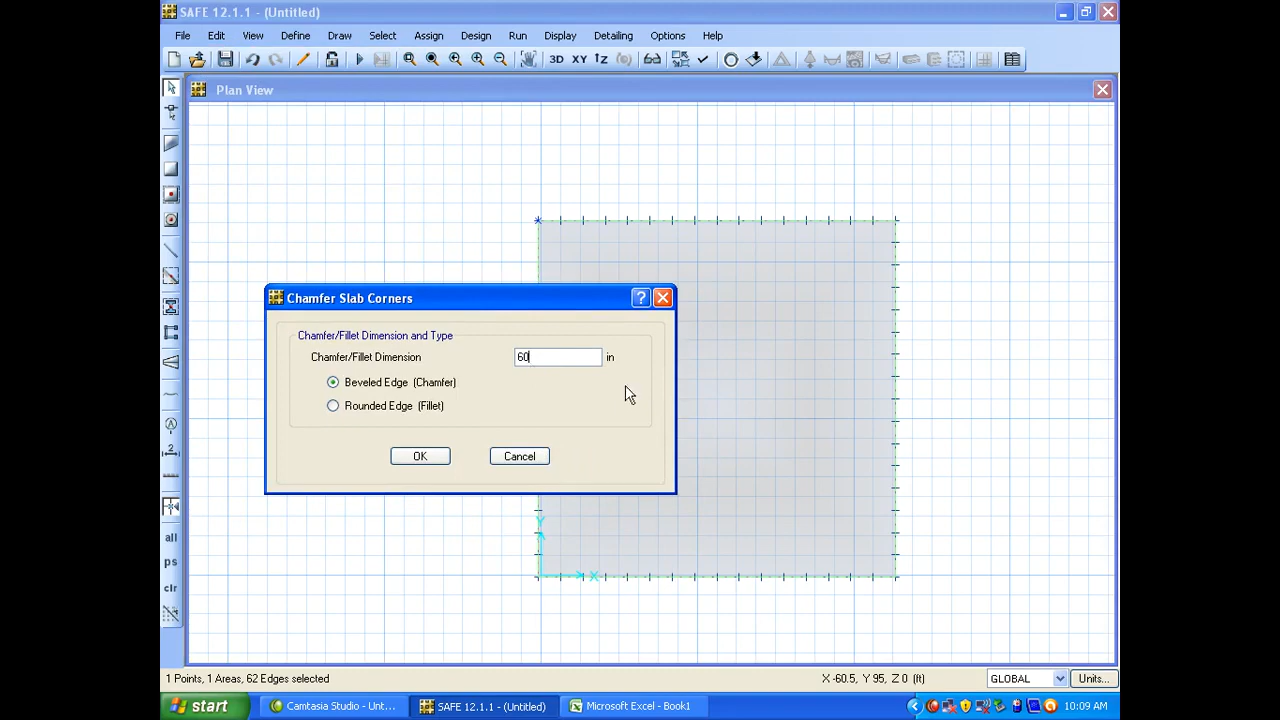 SAFE 12.1.1 - (Untitled)
File Edit View Define Draw Select Assign Design Run Display Detailing Options Help
3D XY
Plan View
Chamfer Slab Corners
Chamfer/Fillet Dimension and Type
Chamfer/Fillet Dimension 60 in
Beveled Edge (Chamfer)
Rounded Edge (Fillet)
OK Cancel
Y
X
all
ps
clr
1 Points, 1 Areas, 62 Edges selected X -60.5, Y 95, Z 0 (ft) GLOBAL Units...
start Camtasia Studio - Unt... SAFE 12.1.1 - (Untitled) Microsoft Excel - Book1 10:09 AM